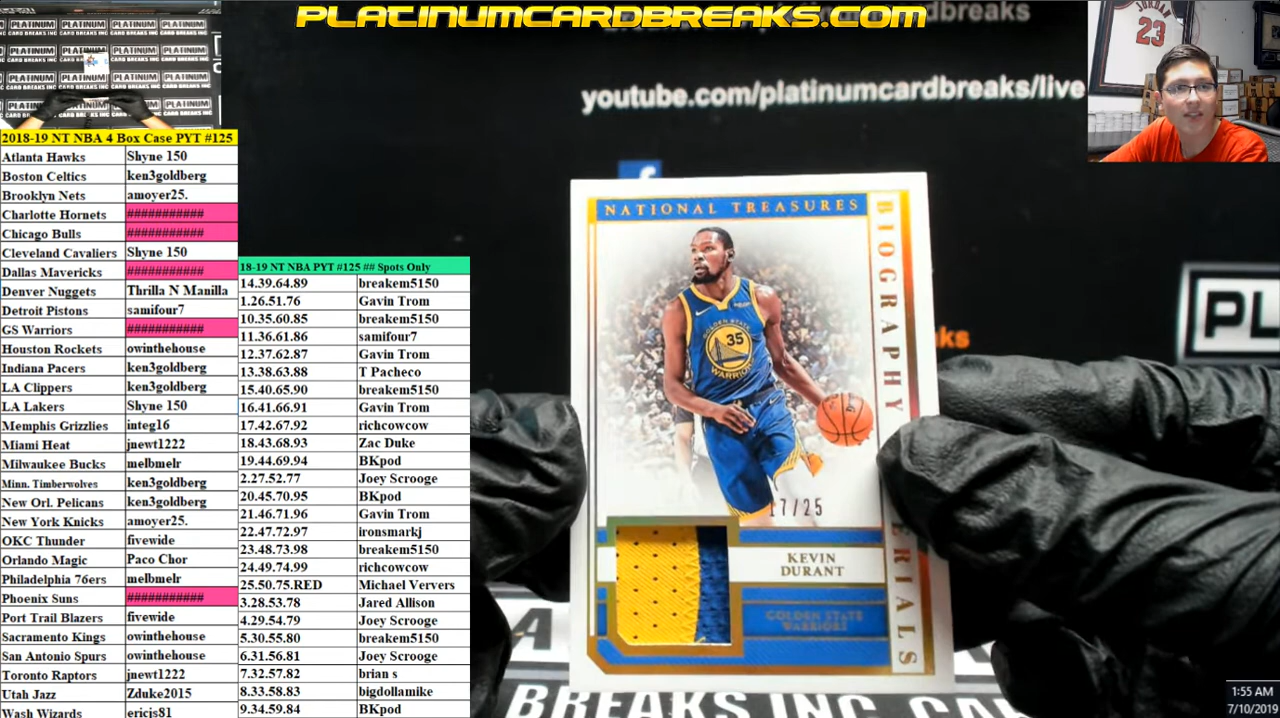 PLATINUMCARDBREAKS.COM
youtube.com/platinumcardbreaks/live
JORDAN
23
2018-19 NT NBA 4 Box Case PYT #125
Atlanta Hawks Shyne 150
Boston Celtics ken3goldberg
Brooklyn Nets amoyer25.
Charlotte Hornets ###########
Chicago Bulls ###########
Cleveland Cavaliers Shyne 150
Dallas Mavericks ###########
Denver Nuggets Thrilla N Manilla
Detroit Pistons samifour7
GS Warriors ###########
Houston Rockets owinthehouse
Indiana Pacers ken3goldberg
LA Clippers ken3goldberg
LA Lakers Shyne 150
Memphis Grizzlies integ16
Miami Heat jnewt1222
Milwaukee Bucks melbmelr
Minn. Timberwolves ken3goldberg
New Orl. Pelicans ken3goldberg
New York Knicks amoyer25.
OKC Thunder fivewide
Orlando Magic Paco Chor
Philadelphia 76ers melbmelr
Phoenix Suns ###########
Port Trail Blazers fivewide
Sacramento Kings owinthehouse
San Antonio Spurs owinthehouse
Toronto Raptors jnewt1222
Utah Jazz Zduke2015
Wash Wizards ericjs81
18-19 NT NBA PYT #125 ## Spots Only
14.39.64.89 breakem5150
1.26.51.76 Gavin Trom
10.35.60.85 breakem5150
11.36.61.86 samifour7
12.37.62.87 Gavin Trom
13.38.63.88 T Pacheco
15.40.65.90 breakem5150
16.41.66.91 Gavin Trom
17.42.67.92 richcowcow
18.43.68.93 Zac Duke
19.44.69.94 BKpod
2.27.52.77 Joey Scrooge
20.45.70.95 BKpod
21.46.71.96 Gavin Trom
22.47.72.97 ironsmarkj
23.48.73.98 breakem5150
24.49.74.99 richcowcow
25.50.75.RED Michael Ververs
3.28.53.78 Jared Allison
4.29.54.79 Joey Scrooge
5.30.55.80 breakem5150
6.31.56.81 Joey Scrooge
7.32.57.82 brian s
8.33.58.83 bigdollamike
9.34.59.84 BKpod
NATIONAL TREASURES
BIOGRAPHY
ERIALS
GOLDEN STATE
35
WARRIORS
17/25
KEVIN
DURANT
GOLDEN STATE
WARRIORS
PL
BREAKS INC
1:55 AM
7/10/2019